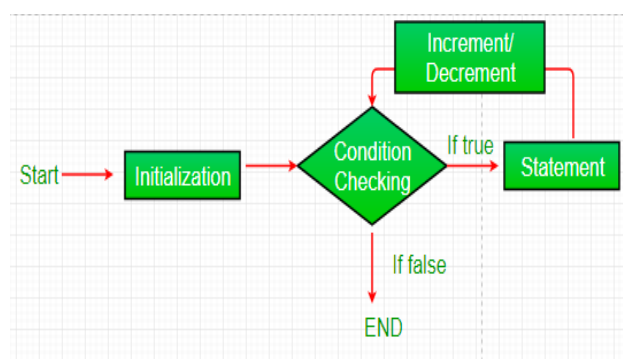 Increment/
Decrement
Start
Initialization
Condition
Checking
If true
Statement
If false
END